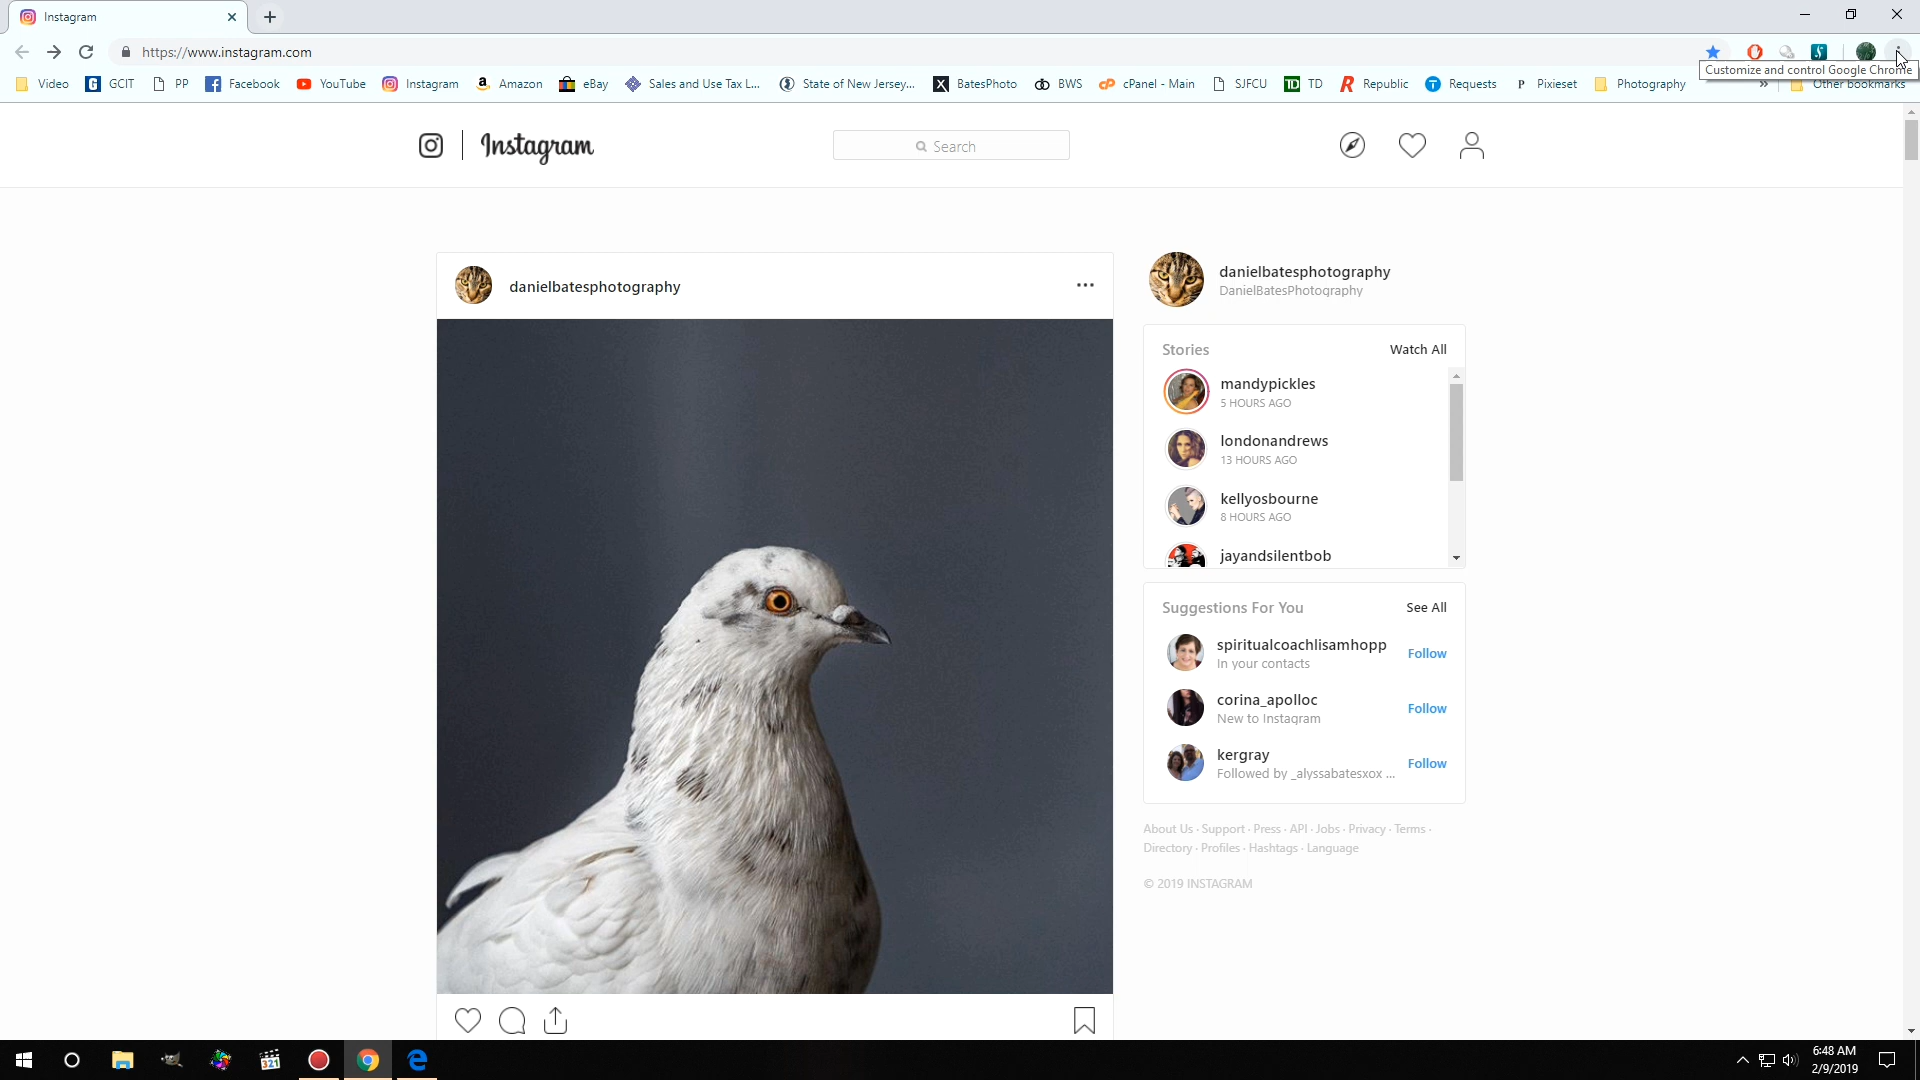 Instagram
https://www.instagram.com
Customize and control Google Chrome
Video GCIT PP Facebook YouTube Instagram Amazon eBay Sales and Use Tax L... State of New Jersey... BatesPhoto BWS cPanel - Main SJFCU TD Republic Requests Pixieset Photography » Other bookmarks
Instagram
Search
danielbatesphotography
danielbatesphotography
DanielBatesPhotography
Stories Watch All
mandypickles
5 HOURS AGO
londonandrews
13 HOURS AGO
kellyosbourne
8 HOURS AGO
jayandsilentbob
Suggestions For You See All
spiritualcoachlisamhopp
In your contacts
Follow
corina_apolloc
New to Instagram
Follow
kergray
Followed by _alyssabatesxox ...
Follow
About Us · Support · Press · API · Jobs · Privacy · Terms ·
Directory · Profiles · Hashtags · Language
© 2019 INSTAGRAM
321
6:48 AM
2/9/2019